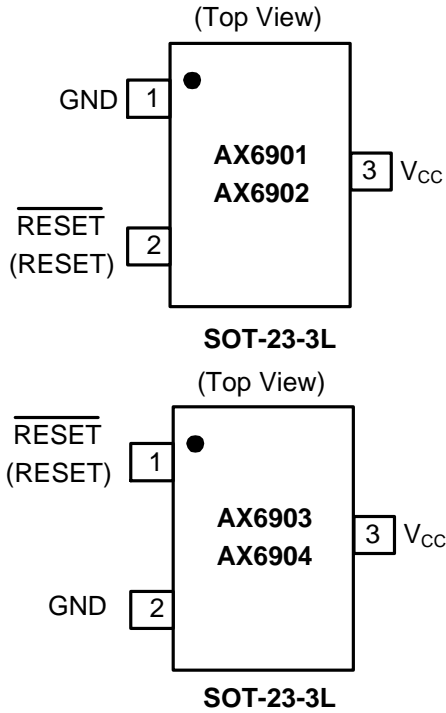 (Top View)
GND 1
AX6901
AX6902
3 VCC
RESET
(RESET)
2
SOT-23-3L
(Top View)
RESET
(RESET)
1
AX6903
AX6904
3 VCC
GND 2
SOT-23-3L